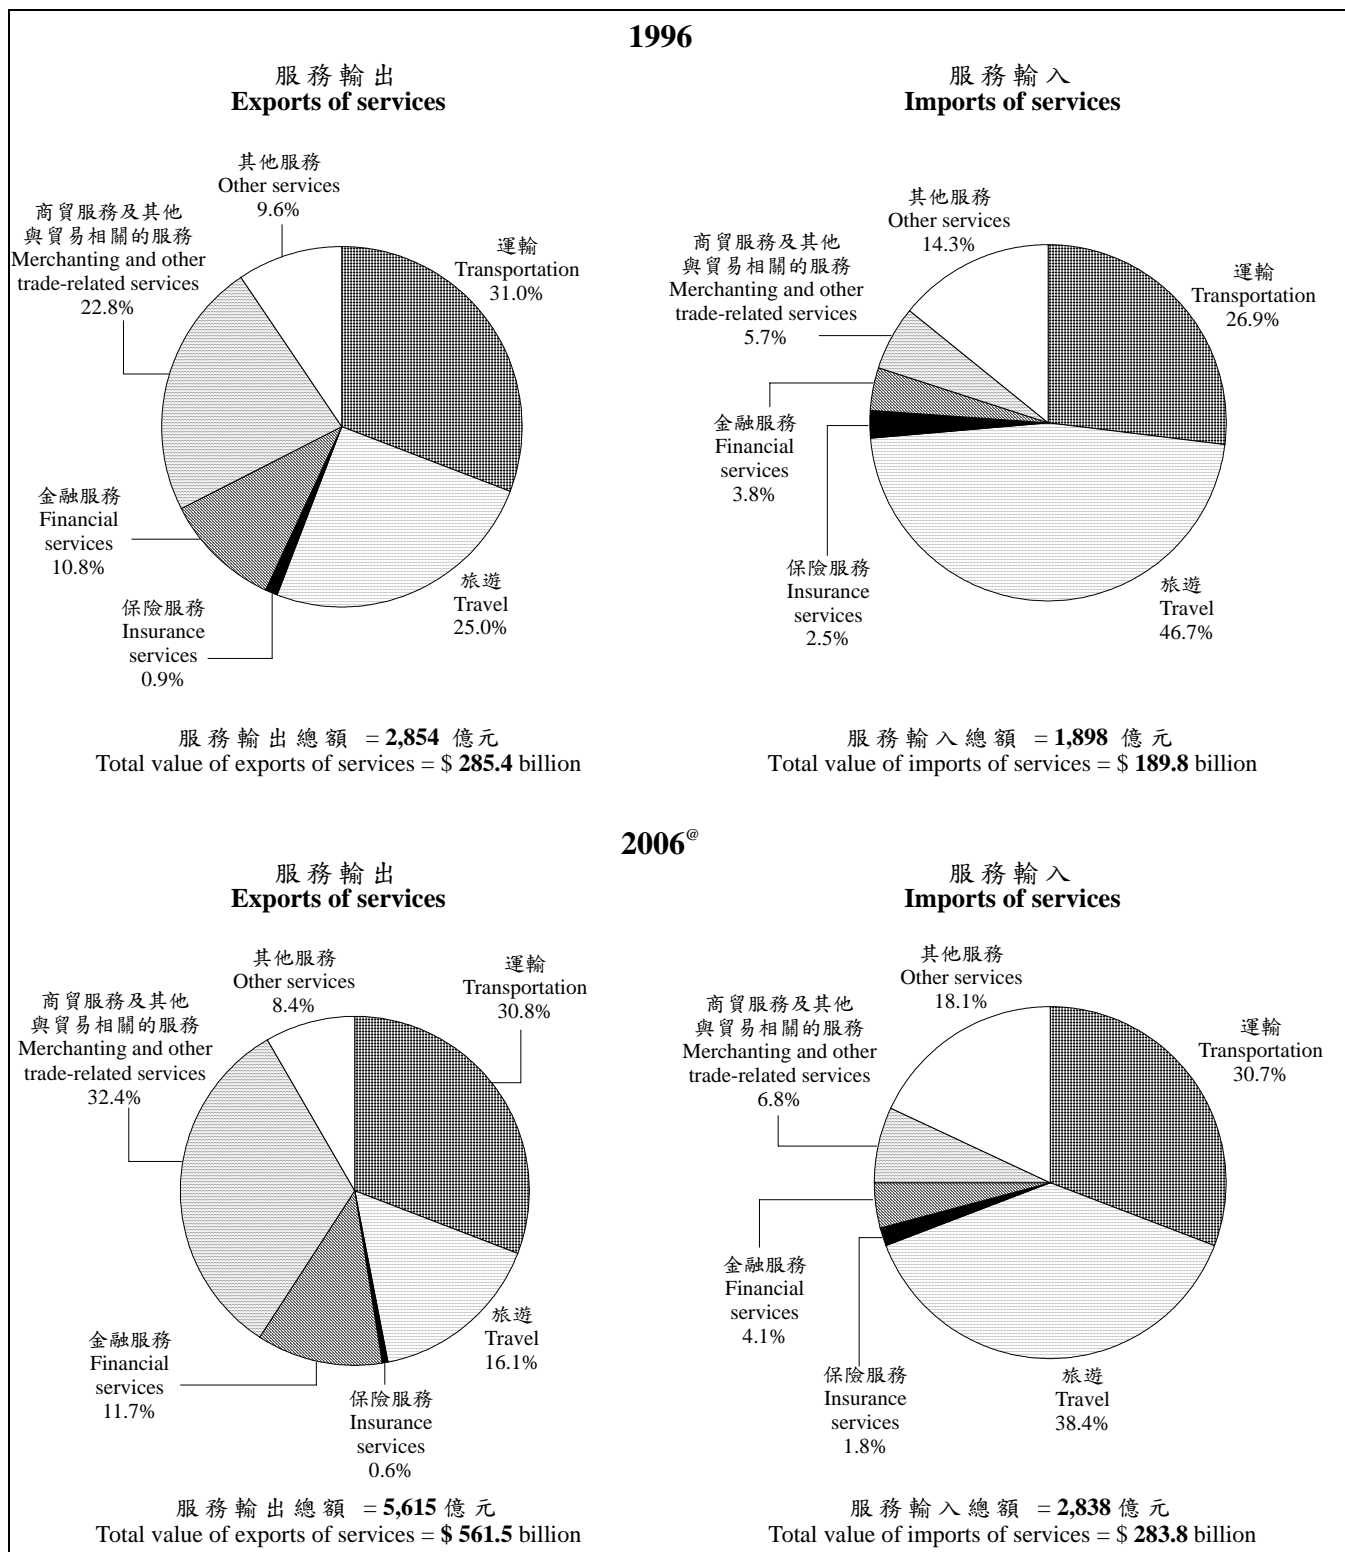 1996
服務輸出
Exports of services
其他服務
Other services
9.6%
商貿服務及其他
與貿易相關的服務
Merchanting and other
trade-related services
22.8%
運輸
Transportation
31.0%
金融服務
Financial
services
10.8%
保險服務
Insurance
services
0.9%
旅遊
Travel
25.0%
服務輸出總額 = 2,854 億元
Total value of exports of services = $ 285.4 billion
服務輸入
Imports of services
其他服務
Other services
14.3%
商貿服務及其他
與貿易相關的服務
Merchanting and other
trade-related services
5.7%
運輸
Transportation
26.9%
金融服務
Financial
services
3.8%
保險服務
Insurance
services
2.5%
旅遊
Travel
46.7%
服務輸入總額 = 1,898 億元
Total value of imports of services = $ 189.8 billion
2006@
服務輸出
Exports of services
其他服務
Other services
8.4%
運輸
Transportation
30.8%
商貿服務及其他
與貿易相關的服務
Merchanting and other
trade-related services
32.4%
金融服務
Financial
services
11.7%
旅遊
Travel
16.1%
保險服務
Insurance
services
0.6%
服務輸出總額 = 5,615 億元
Total value of exports of services = $ 561.5 billion
服務輸入
Imports of services
其他服務
Other services
18.1%
商貿服務及其他
與貿易相關的服務
Merchanting and other
trade-related services
6.8%
運輸
Transportation
30.7%
金融服務
Financial
services
4.1%
保險服務
Insurance
services
1.8%
旅遊
Travel
38.4%
服務輸入總額 = 2,838 億元
Total value of imports of services = $ 283.8 billion